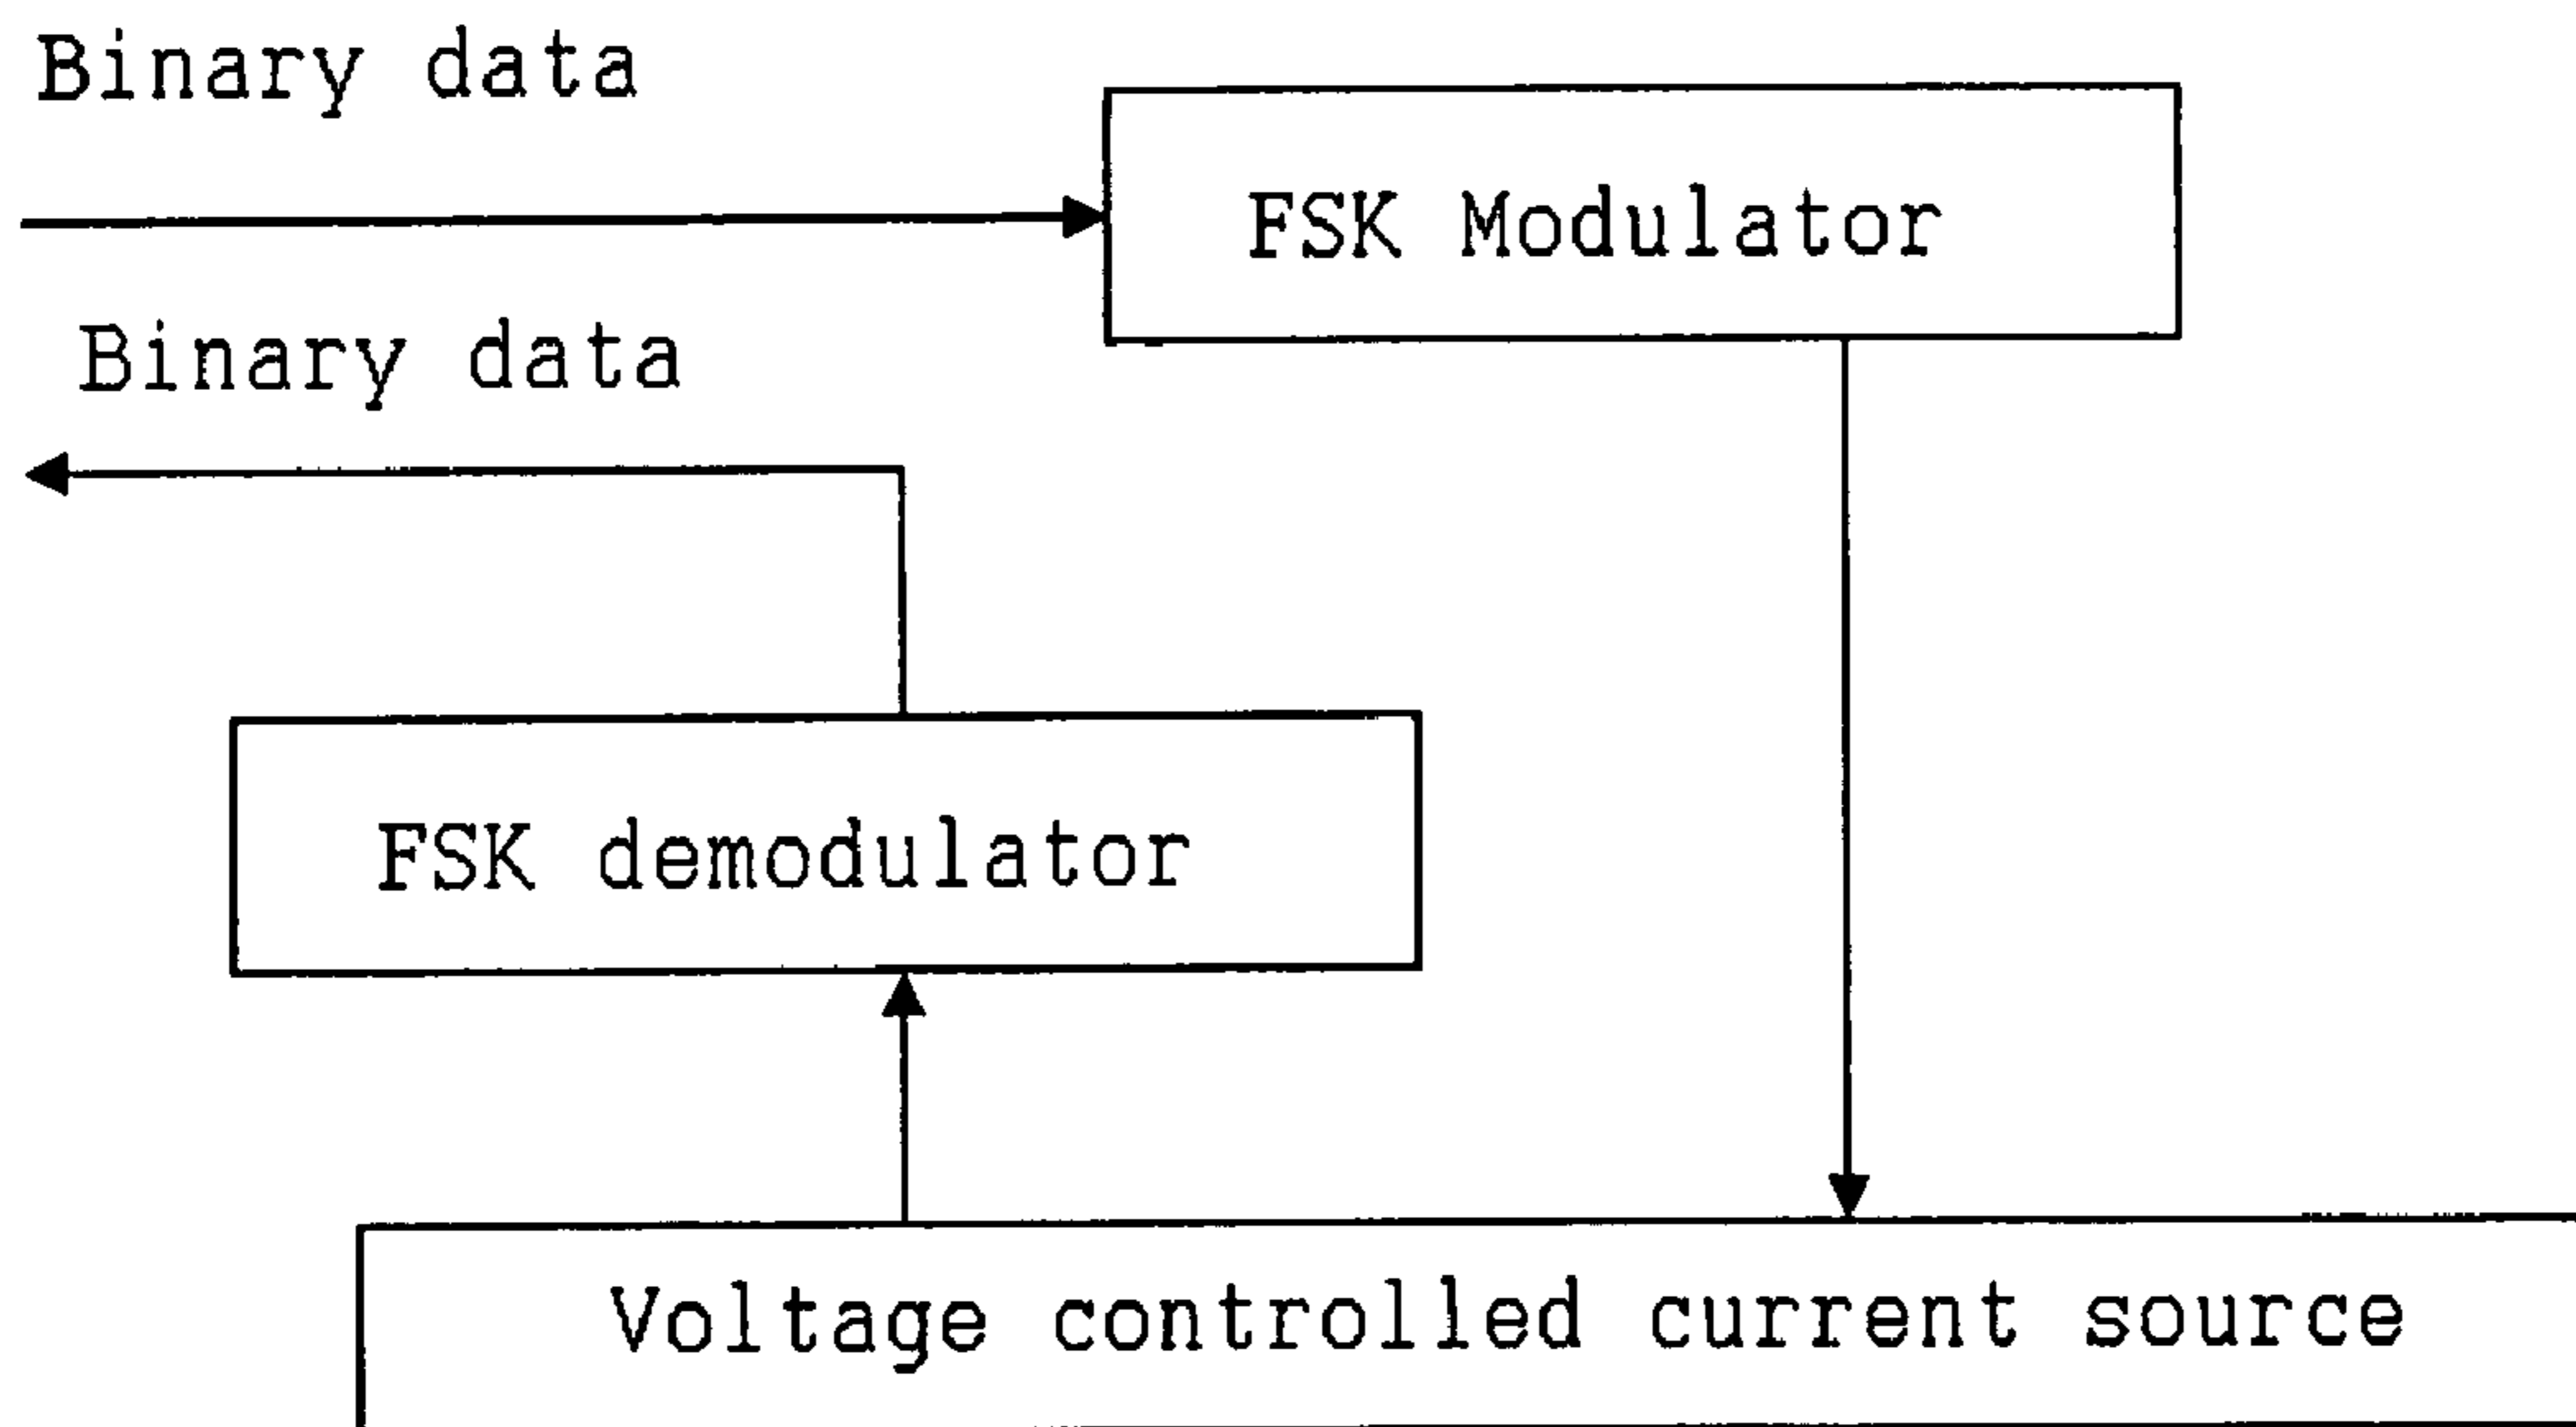 Binary data
FSK Modulator
Binary data
FSK demodulator
Voltage controlled current source